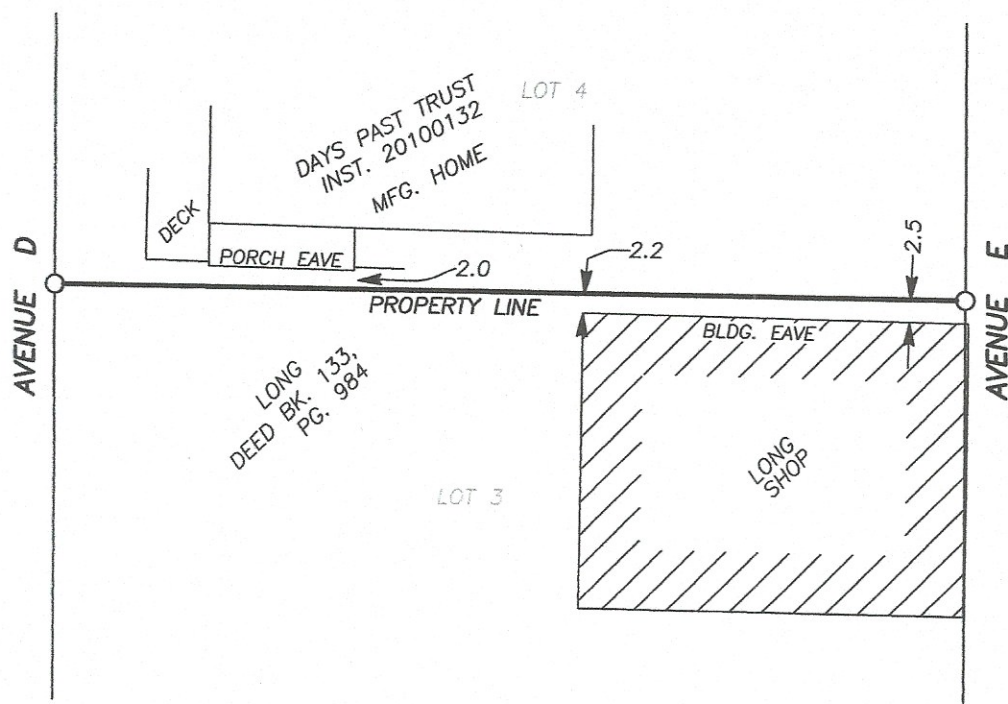 LOT 4
DAYS PAST TRUST
INST. 20100132
MFG. HOME
DECK
PORCH EAVE
2.0
2.2
2.5
AVENUE D
AVENUE E
PROPERTY LINE
BLDG. EAVE
LONG
DEED BK. 133,
PG. 984
LONG
SHOP
LOT 3